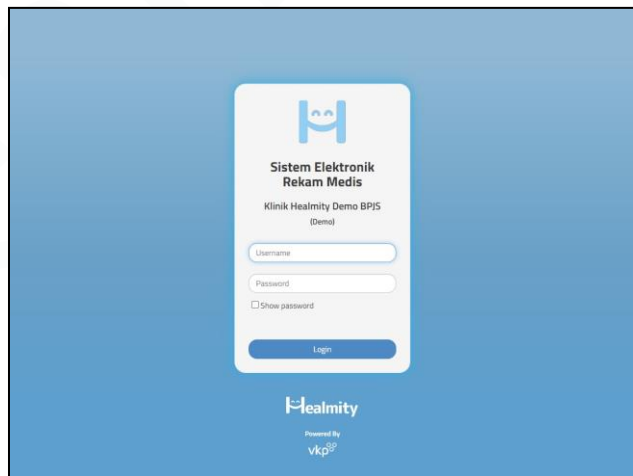 Sistem Elektronik
Rekam Medis
Klinik Healmity Demo BPJS
(Demo)
Username
Password
Show password
Login
Healmity
Powered By
vkp